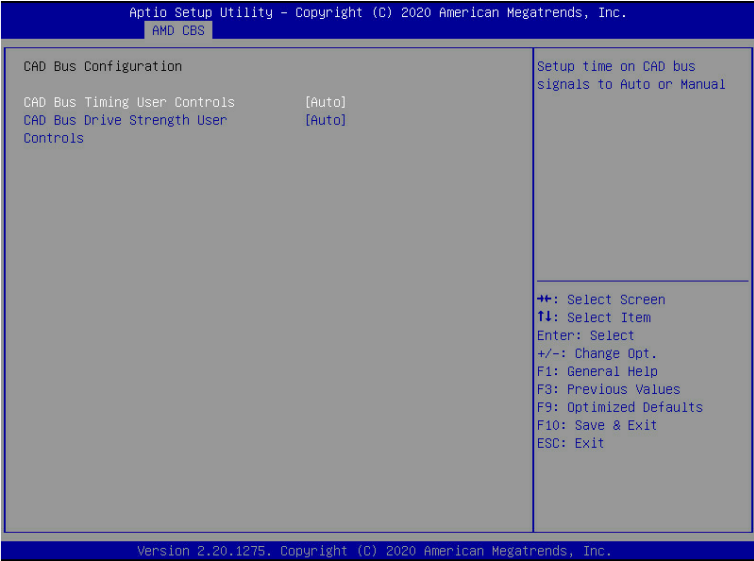 Aptio Setup Utility – Copyright (C) 2020 American Megatrends, Inc.
AMD CBS
CAD Bus Configuration
CAD Bus Timing User Controls [Auto]
CAD Bus Drive Strength User [Auto]
Controls
Setup time on CAD bus
signals to Auto or Manual
→←: Select Screen
↑↓: Select Item
Enter: Select
+/-: Change Opt.
F1: General Help
F3: Previous Values
F9: Optimized Defaults
F10: Save & Exit
ESC: Exit
Version 2.20.1275. Copyright (C) 2020 American Megatrends, Inc.